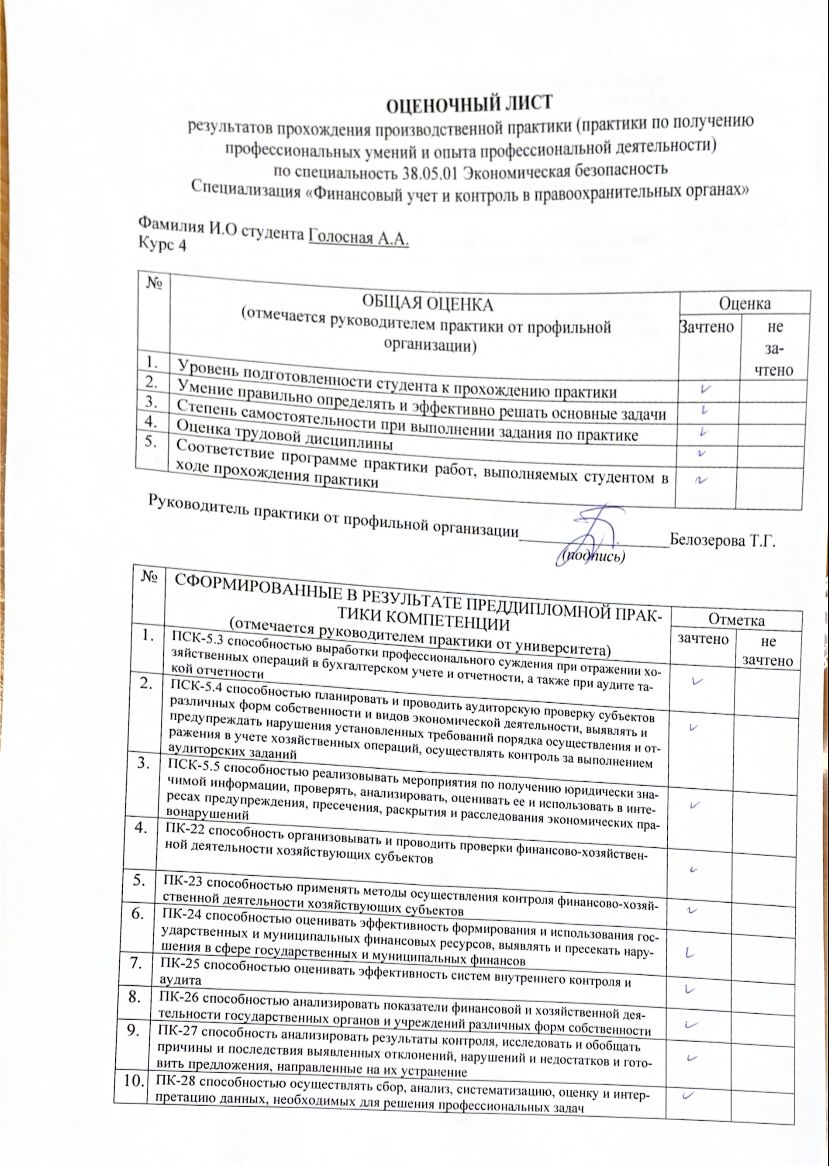 ОЦЕНОЧНЫЙ ЛИСТ
результатов прохождения производственной практики (практики по получению
профессиональных умений и опыта профессиональной деятельности)
по специальность 38.05.01 Экономическая безопасность
Специализация «Финансовый учет и контроль в правоохранительных органах»
Фамилия И.О студента Голосная А.А.
Курс 4
№
ОБЩАЯ ОЦЕНКА
(отмечается руководителем практики от профильной
организации)
Оценка
Зачтено
не
за-
чтено
1. Уровень подготовленности студента к прохождению практики
2. Умение правильно определять и эффективно решать основные задачи
3. Степень самостоятельности при выполнении задания по практике
4. Оценка трудовой дисциплины
5. Соответствие программе практики работ, выполняемых студентом в
ходе прохождения практики
Руководитель практики от профильной организации__________________Белозерова Т.Г.
(подпись)
№
СФОРМИРОВАННЫЕ В РЕЗУЛЬТАТЕ ПРЕДДИПЛОМНОЙ ПРАК-
ТИКИ КОМПЕТЕНЦИИ
(отмечается руководителем практики от университета)
Отметка
зачтено
не
зачтено
1. ПСК-5.3 способностью выработки профессионального суждения при отражении хо-
зяйственных операций в бухгалтерском учете и отчетности, а также при аудите та-
кой отчетности
2. ПСК-5.4 способностью планировать и проводить аудиторскую проверку субъектов
различных форм собственности и видов экономической деятельности, выявлять и
предупреждать нарушения установленных требований порядка осуществления и от-
ражения в учете хозяйственных операций, осуществлять контроль за выполнением
аудиторских заданий
3. ПСК-5.5 способностью реализовывать мероприятия по получению юридически зна-
чимой информации, проверять, анализировать, оценивать ее и использовать в инте-
ресах предупреждения, пресечения, раскрытия и расследования экономических пра-
вонарушений
4. ПК-22 способность организовывать и проводить проверки финансово-хозяйствен-
ной деятельности хозяйствующих субъектов
5. ПК-23 способностью применять методы осуществления контроля финансово-хозяй-
ственной деятельности хозяйствующих субъектов
6. ПК-24 способностью оценивать эффективность формирования и использования гос-
ударственных и муниципальных финансовых ресурсов, выявлять и пресекать нару-
шения в сфере государственных и муниципальных финансов
7. ПК-25 способностью оценивать эффективность систем внутреннего контроля и
аудита
8. ПК-26 способностью анализировать показатели финансовой и хозяйственной дея-
тельности государственных органов и учреждений различных форм собственности
9. ПК-27 способность анализировать результаты контроля, исследовать и обобщать
причины и последствия выявленных отклонений, нарушений и недостатков и гото-
вить предложения, направленные на их устранение
10. ПК-28 способностью осуществлять сбор, анализ, систематизацию, оценку и интер-
претацию данных, необходимых для решения профессиональных задач